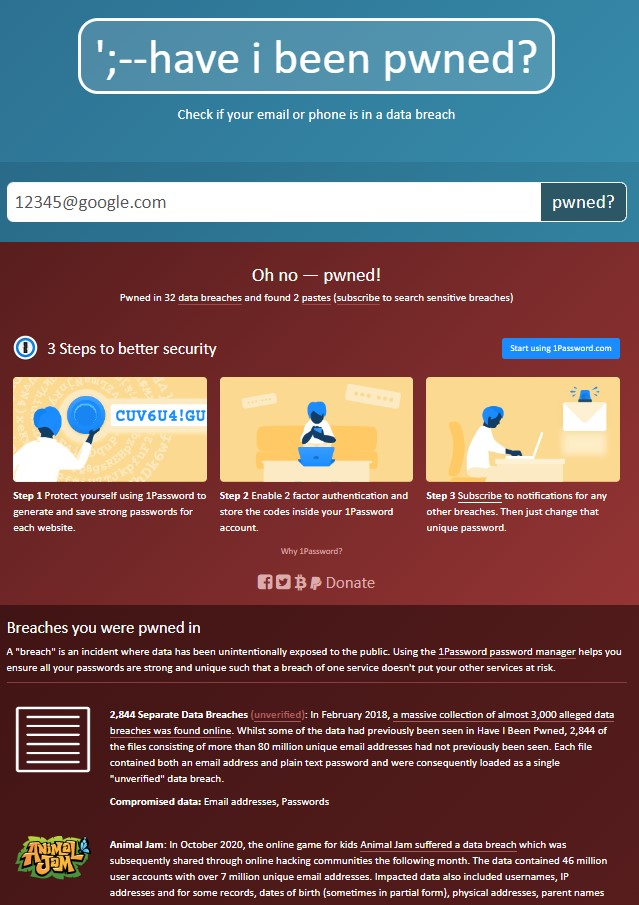 ';--have i been pwned?
Check if your email or phone is in a data breach
12345@google.com
pwned?
Oh no — pwned!
Pwned in 32 data breaches and found 2 pastes (subscribe to search sensitive breaches)
3 Steps to better security
Start using 1Password.com
CUV6U4!GU
Step 1 Protect yourself using 1Password to
generate and save strong passwords for
each website.
Step 2 Enable 2 factor authentication and
store the codes inside your 1Password
account.
Step 3 Subscribe to notifications for any
other breaches. Then just change that
unique password.
Why 1Password?
Donate
Breaches you were pwned in
A "breach" is an incident where data has been unintentionally exposed to the public. Using the 1Password password manager helps you
ensure all your passwords are strong and unique such that a breach of one service doesn't put your other services at risk.
2,844 Separate Data Breaches (unverified): In February 2018, a massive collection of almost 3,000 alleged data
breaches was found online. Whilst some of the data had previously been seen in Have I Been Pwned, 2,844 of
the files consisting of more than 80 million unique email addresses had not previously been seen. Each file
contained both an email address and plain text password and were consequently loaded as a single
"unverified" data breach.
Compromised data: Email addresses, Passwords
ANIMAL
JAM
Animal Jam: In October 2020, the online game for kids Animal Jam suffered a data breach which was
subsequently shared through online hacking communities the following month. The data contained 46 million
user accounts with over 7 million unique email addresses. Impacted data also included usernames, IP
addresses and for some records, dates of birth (sometimes in partial form), physical addresses, parent names